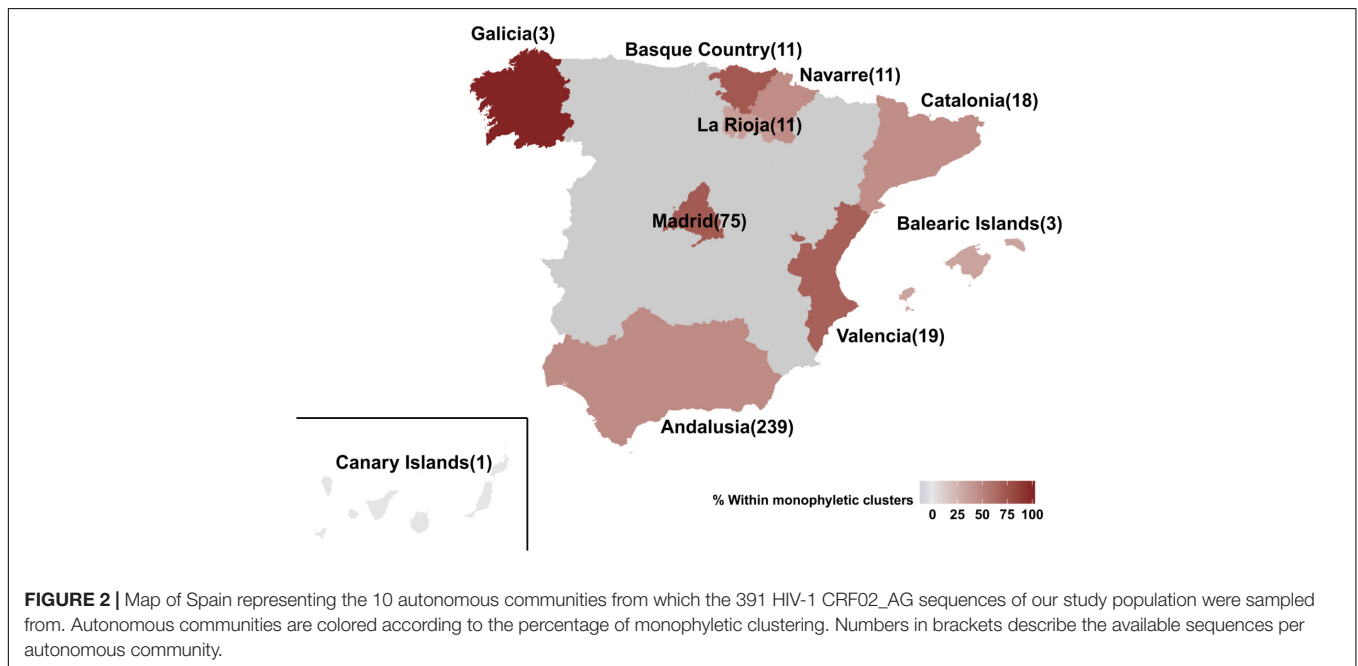 Galicia(3)
Basque Country(11)
Navarre(11)
Catalonia(18)
La Rioja(11)
Madrid(75)
Balearic Islands(3)
Valencia(19)
Andalusia(239)
Canary Islands(1)
% Within monophyletic clusters
0 25 50 75 100
FIGURE 2 | Map of Spain representing the 10 autonomous communities from which the 391 HIV-1 CRF02_AG sequences of our study population were sampled
from. Autonomous communities are colored according to the percentage of monophyletic clustering. Numbers in brackets describe the available sequences per
autonomous community.